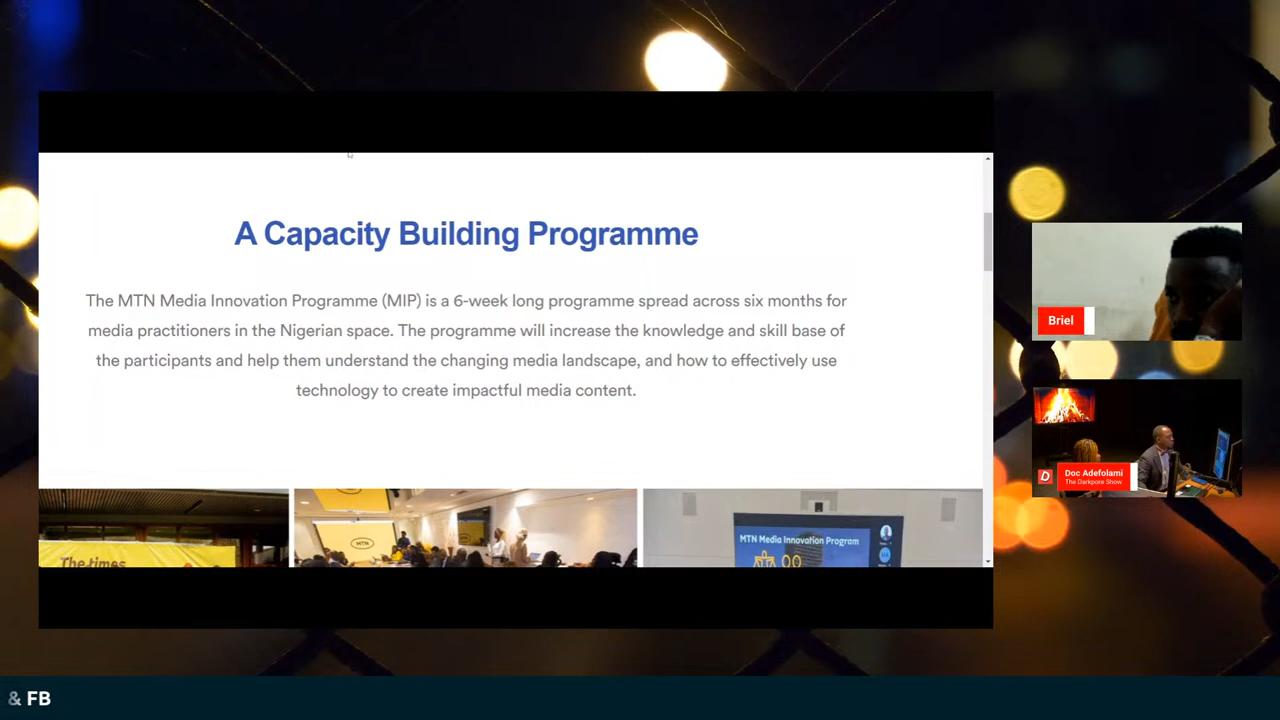 A Capacity Building Programme
The MTN Media Innovation Programme (MIP) is a 6-week long programme spread across six months for
media practitioners in the Nigerian space. The programme will increase the knowledge and skill base of
the participants and help them understand the changing media landscape, and how to effectively use
technology to create impactful media content.
The times
MTN
MTN Media Innovation Program
Briel
D
Doc Adefolami
The Darkpore Show
& FB